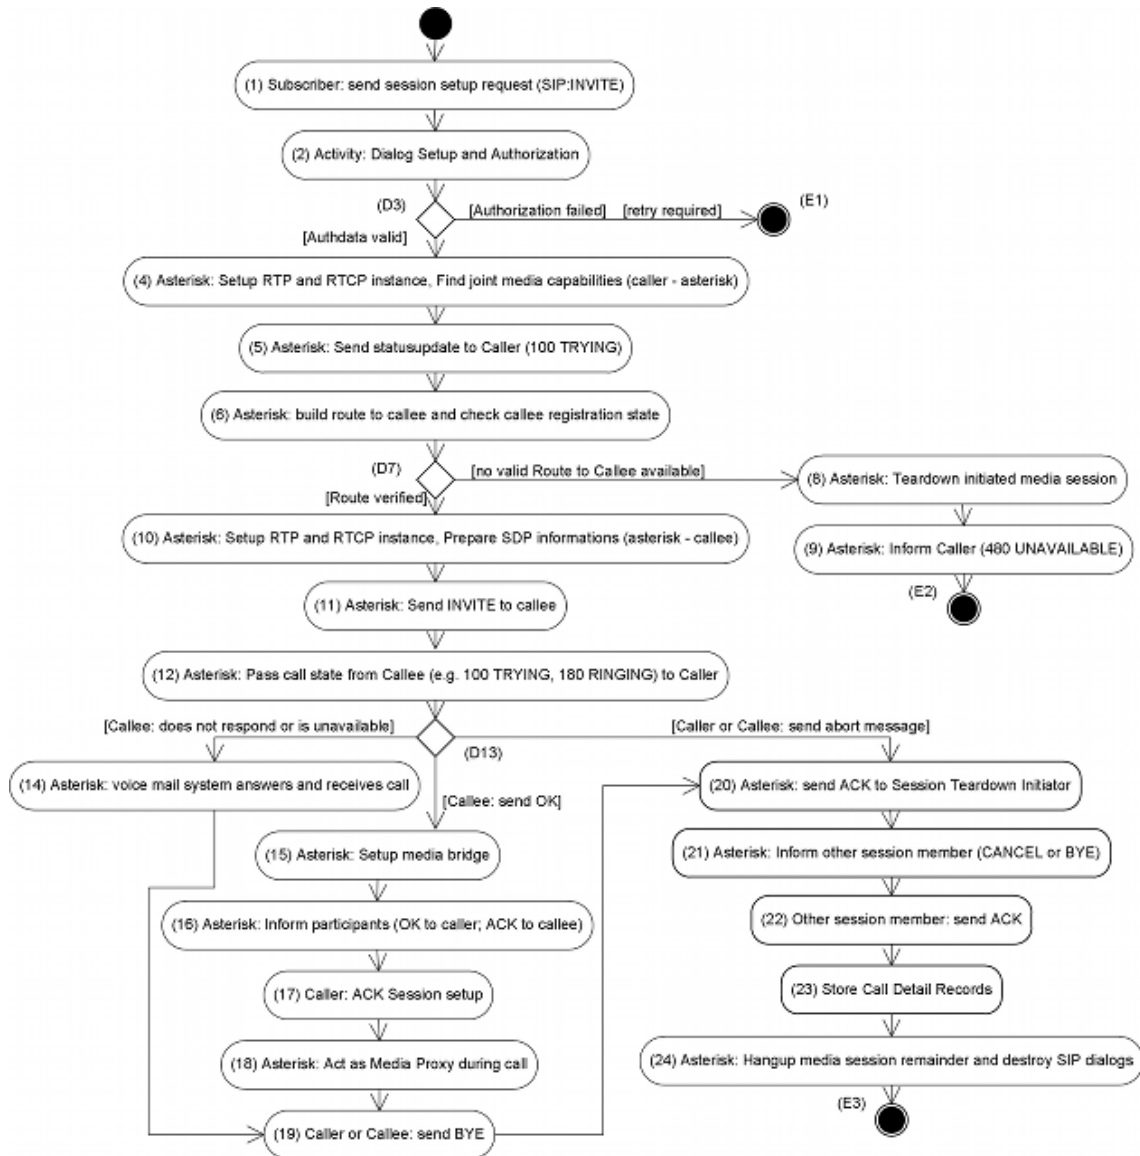 (1) Subscriber: send session setup request (SIP:INVITE)
(2) Activity: Dialog Setup and Authorization
(D3)
[Authorization failed] [retry required]
(E1)
[Authdata valid]
(4) Asterisk: Setup RTP and RTCP instance, Find joint media capabilities (caller - asterisk)
(5) Asterisk: Send statusupdate to Caller (100 TRYING)
(6) Asterisk: build route to callee and check callee registration state
(D7)
[no valid Route to Callee available]
(8) Asterisk: Teardown initiated media session
[Route verified]
(10) Asterisk: Setup RTP and RTCP instance, Prepare SDP informations (asterisk - callee)
(9) Asterisk: Inform Caller (480 UNAVAILABLE)
(E2)
(11) Asterisk: Send INVITE to callee
(12) Asterisk: Pass call state from Callee (e.g. 100 TRYING, 180 RINGING) to Caller
[Callee: does not respond or is unavailable]
[Caller or Callee: send abort message]
(D13)
(14) Asterisk: voice mail system answers and receives call
(20) Asterisk: send ACK to Session Teardown Initiator
[Callee: send OK]
(15) Asterisk: Setup media bridge
(21) Asterisk: Inform other session member (CANCEL or BYE)
(16) Asterisk: Inform participants (OK to caller; ACK to callee)
(22) Other session member: send ACK
(17) Caller: ACK Session setup
(23) Store Call Detail Records
(18) Asterisk: Act as Media Proxy during call
(24) Asterisk: Hangup media session remainder and destroy SIP dialogs
(E3)
(19) Caller or Callee: send BYE